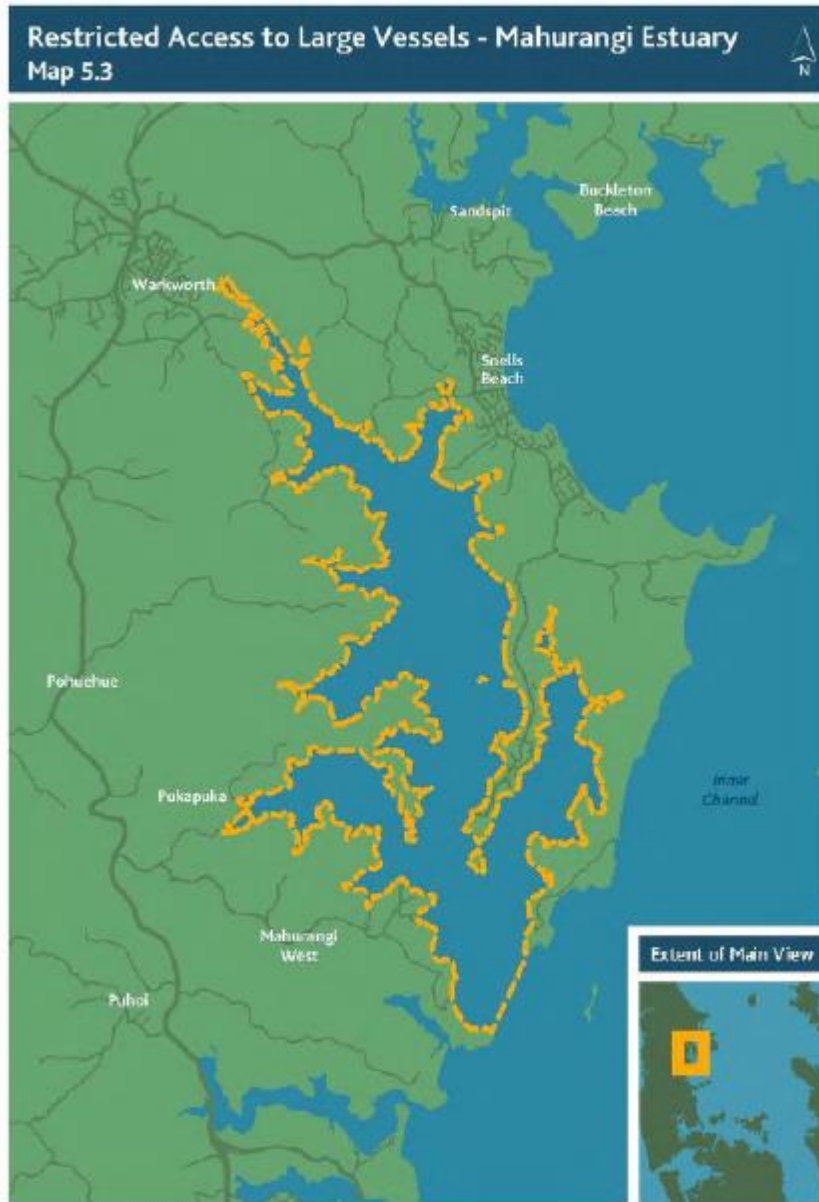 Restricted Access to Large Vessels - Mahurangi Estuary
Map 5.3
N
Buckleton
Beach
Sandspit
Warkworth
Snells
Beach
Pohuehue
Inner
Channel
Pukapuka
Mahurangi
West
Extent of Main View
Puhoi